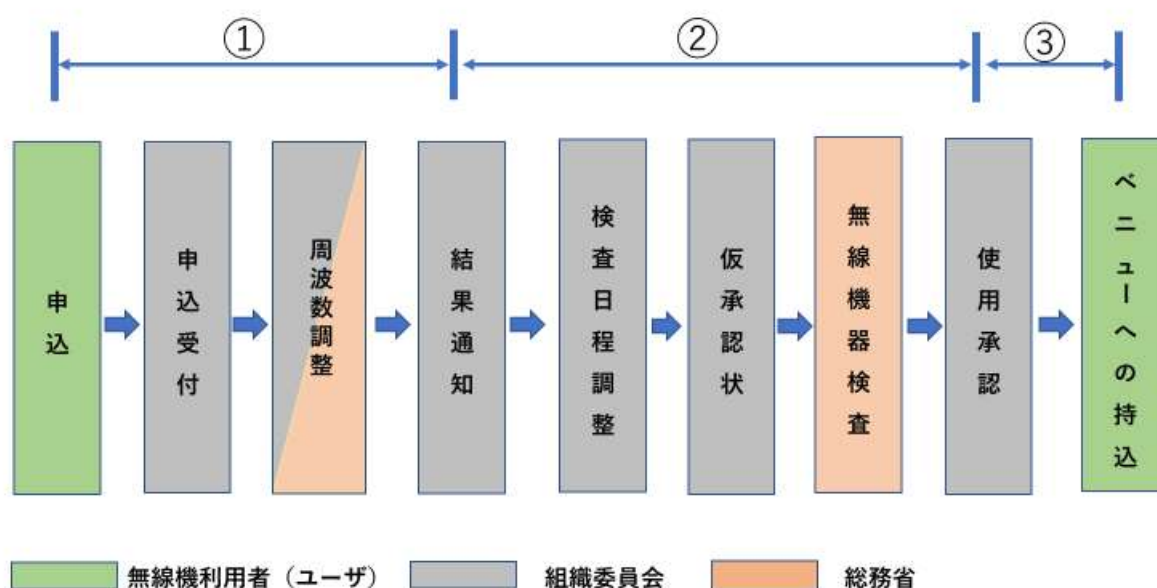 ①
②
③
申込
申込受付
周波数調整
結果通知
検査日程調整
仮承認状
無線機器検査
使用承認
ベニューへの持込
無線機利用者（ユーザ）
組織委員会
総務省